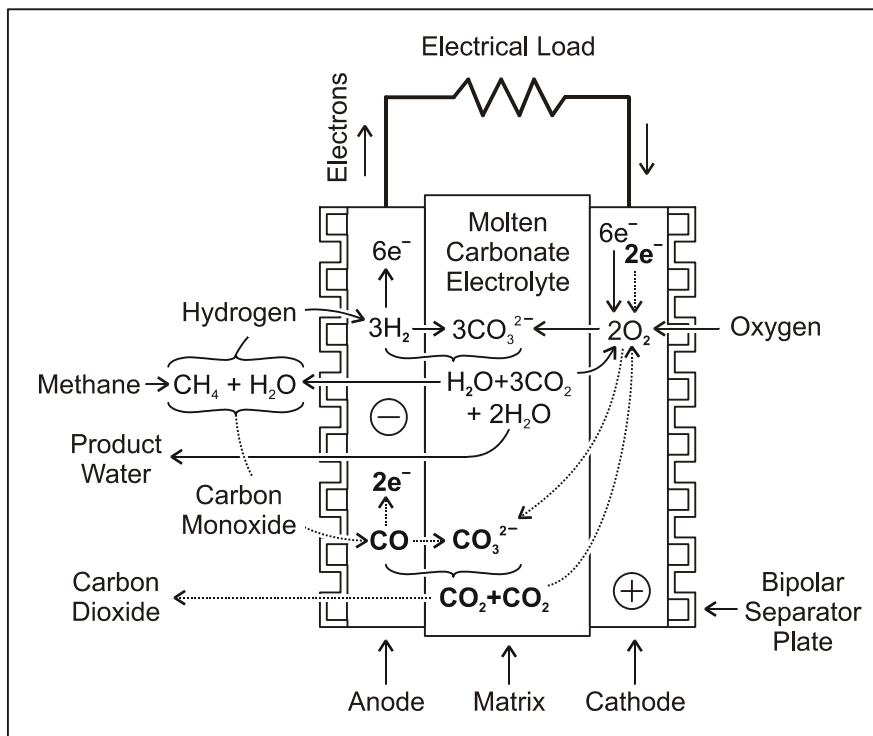 Electrical Load
Electrons
Molten
Carbonate
Electrolyte
6e⁻
6e⁻
2e⁻
Hydrogen
3H₂
3CO₃²⁻
2O₂
Oxygen
Methane
CH₄ + H₂O
H₂O+3CO₂
+ 2H₂O
−
Product
Water
2e⁻
Carbon
Monoxide
CO
CO₃²⁻
Carbon
Dioxide
CO₂+CO₂
+
Bipolar
Separator
Plate
Anode
Matrix
Cathode